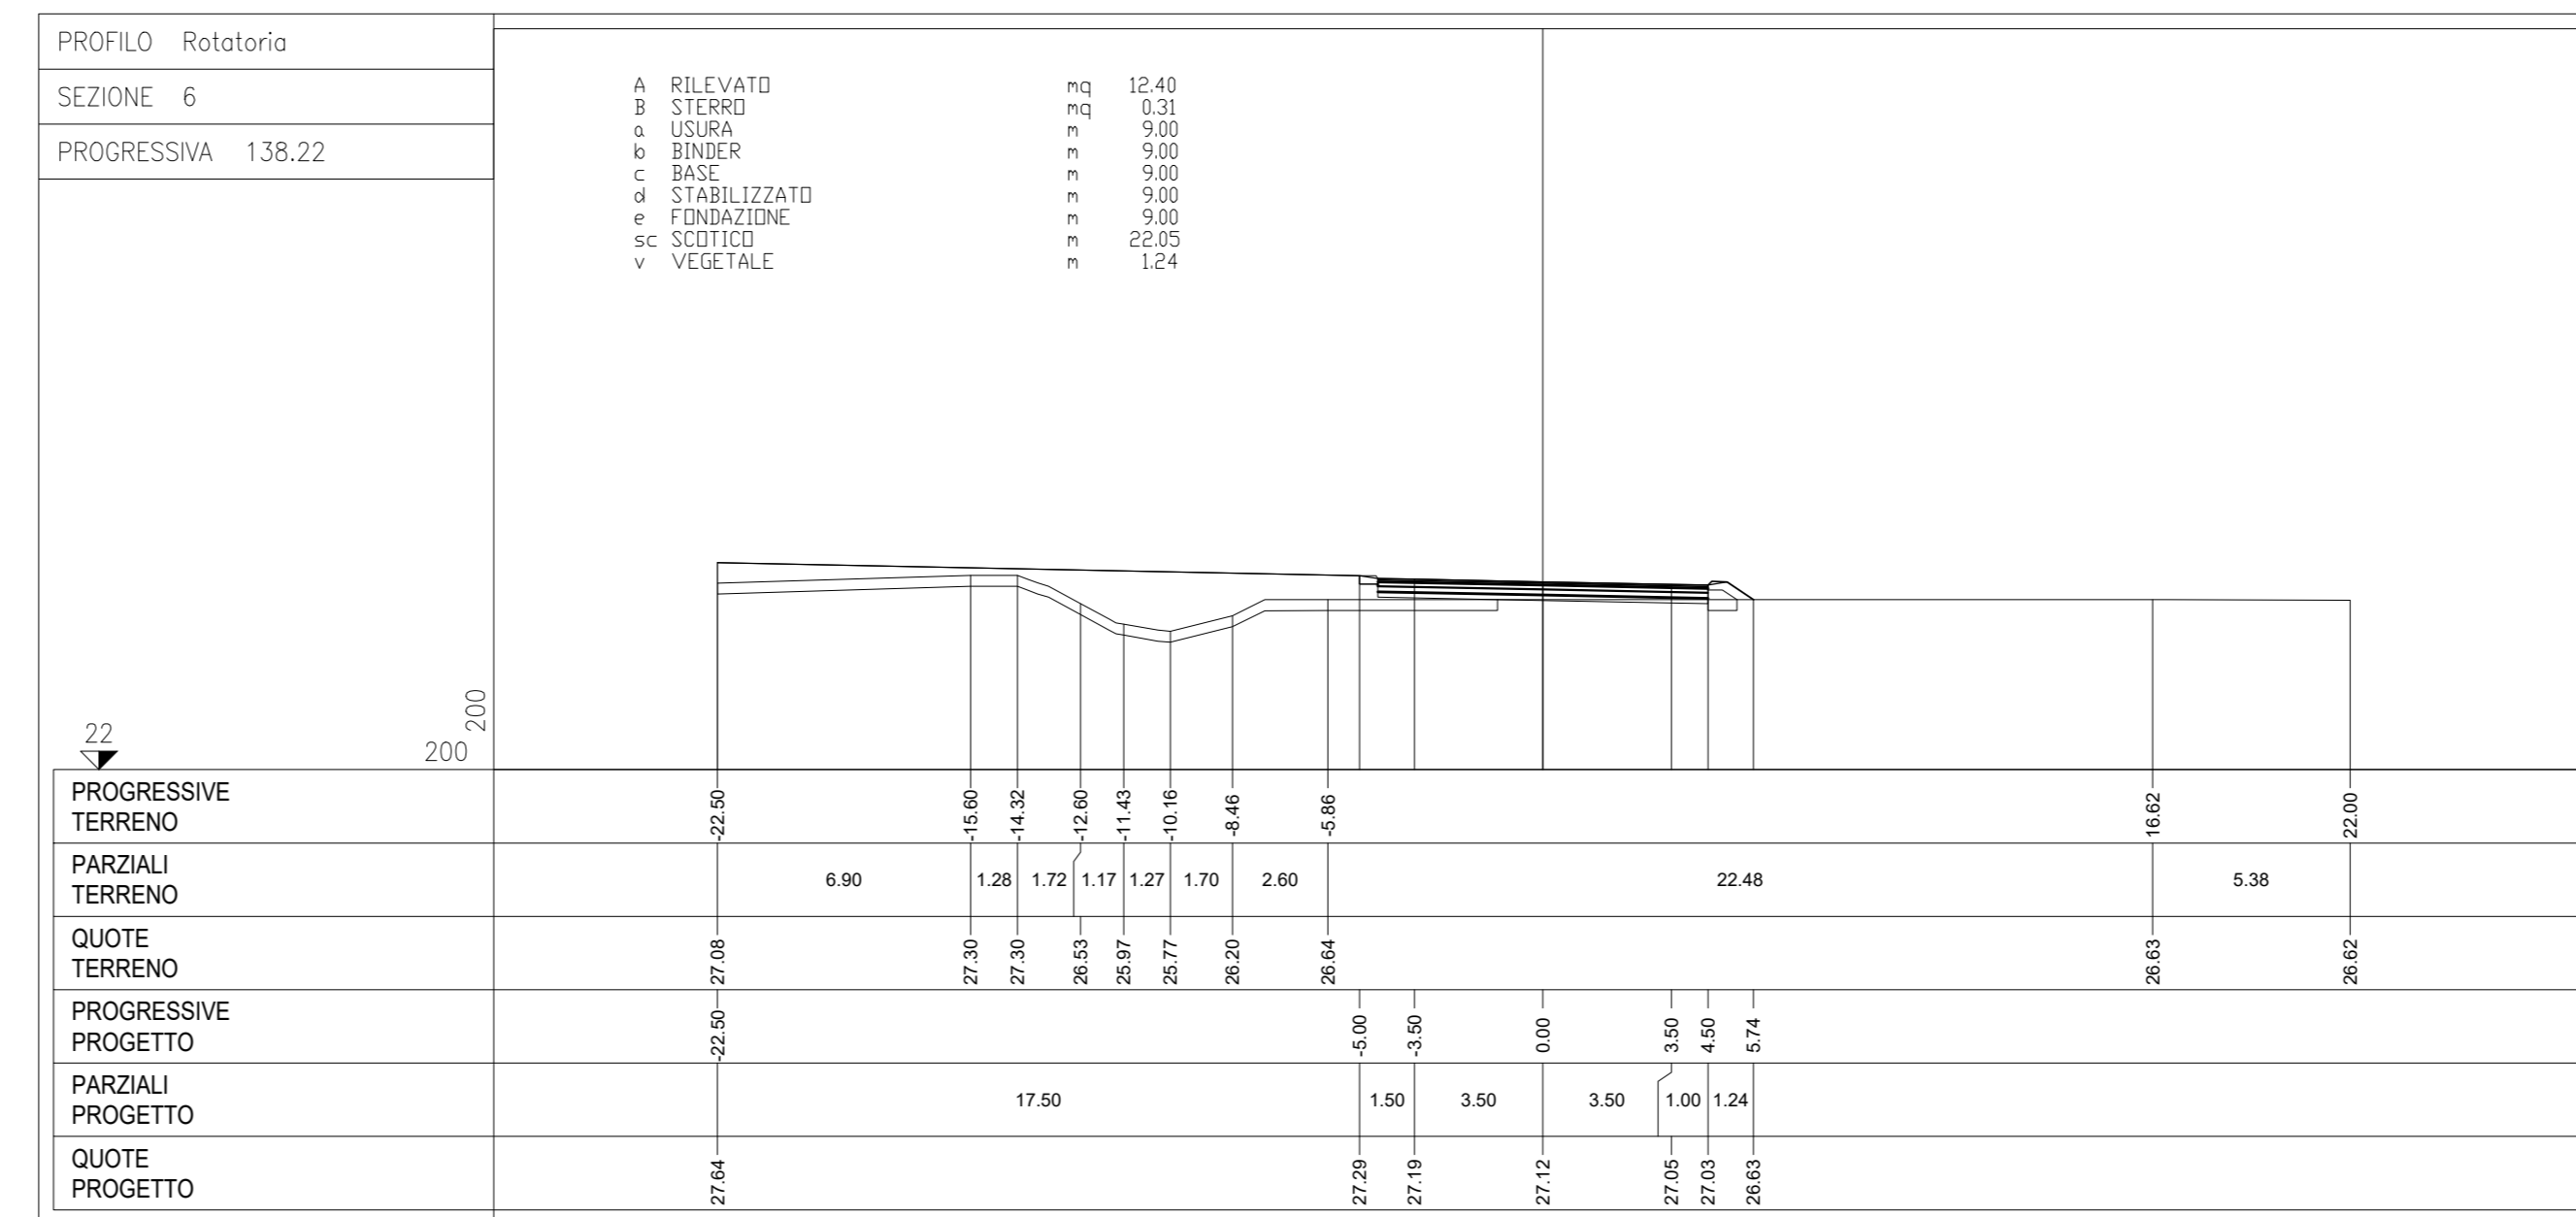 PROFILO Rotatoria
SEZIONE 6
PROGRESSIVA 138.22
A RILEVATO mq 12.40
B STERRO mq 0.31
a USURA m 9.00
b BINDER m 9.00
c BASE m 9.00
d STABILIZZATO m 9.00
e FONDAZIONE m 9.00
sc SCOTICO m 22.05
v VEGETALE m 1.24
200
22
200
PROGRESSIVE
TERRENO
-22.50 -15.60 -14.32 -12.60 -11.43 -10.16 -8.46 -5.86 16.62 22.00
PARZIALI
TERRENO
6.90 1.28 1.72 1.17 1.27 1.70 2.60 22.48 5.38
QUOTE
TERRENO
27.08 27.30 27.30 26.53 25.97 25.77 26.20 26.64 26.63 26.62
PROGRESSIVE
PROGETTO
-22.50 -5.00 -3.50 0.00 3.50 4.50 5.74
PARZIALI
PROGETTO
17.50 1.50 3.50 3.50 1.00 1.24
QUOTE
PROGETTO
27.64 27.29 27.19 27.12 27.05 27.03 26.63